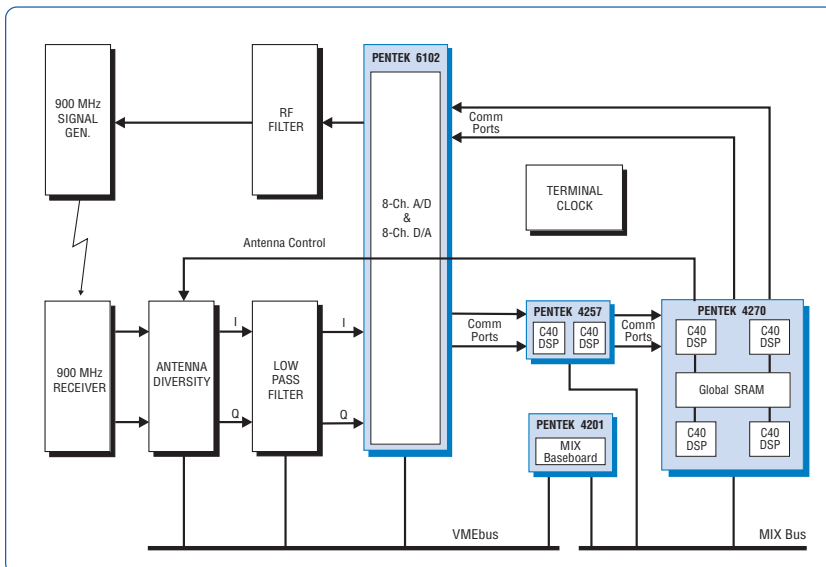 PENTEK 6102
900 MHz
SIGNAL
GEN.
RF
FILTER
Comm
Ports
8-Ch. A/D
&
8-Ch. D/A
TERMINAL
CLOCK
Antenna Control
900 MHz
RECEIVER
ANTENNA
DIVERSITY
I
Q
LOW
PASS
FILTER
I
Q
Comm
Ports
PENTEK 4257
C40
DSP
C40
DSP
Comm
Ports
PENTEK 4270
C40
DSP
C40
DSP
Global SRAM
C40
DSP
C40
DSP
PENTEK 4201
MIX
Baseboard
VMEbus
MIX Bus